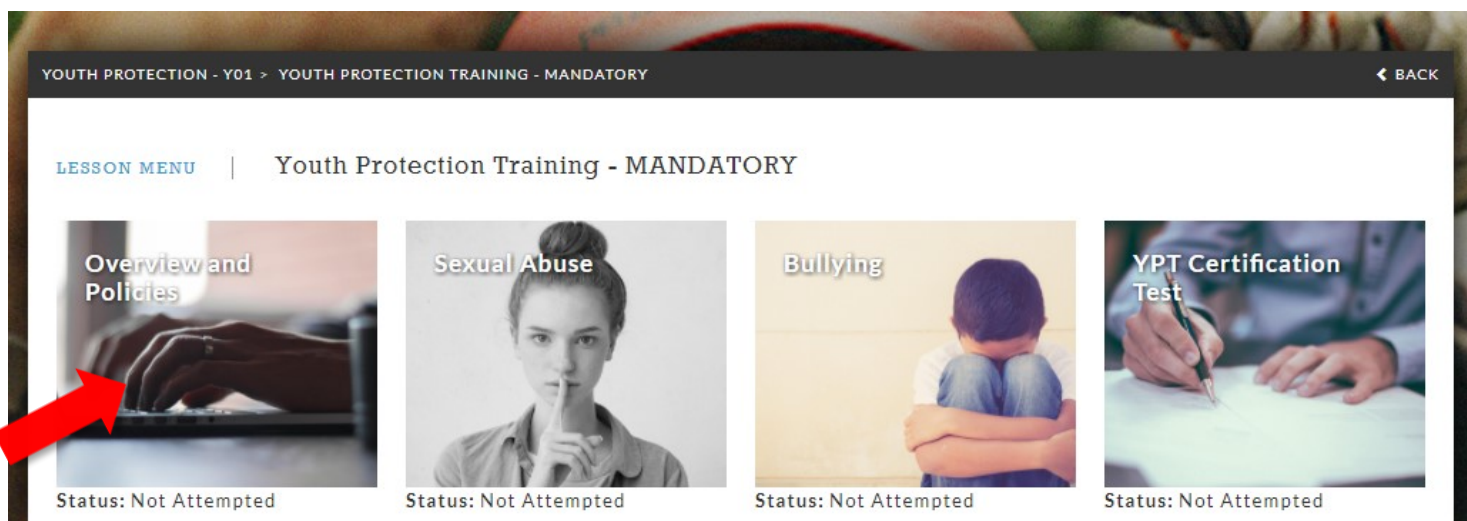 YOUTH PROTECTION - Y01 > YOUTH PROTECTION TRAINING - MANDATORY
BACK
LESSON MENU | Youth Protection Training - MANDATORY
Overview and
Policies
Sexual Abuse
Bullying
YPT Certification
Test
Status: Not Attempted
Status: Not Attempted
Status: Not Attempted
Status: Not Attempted